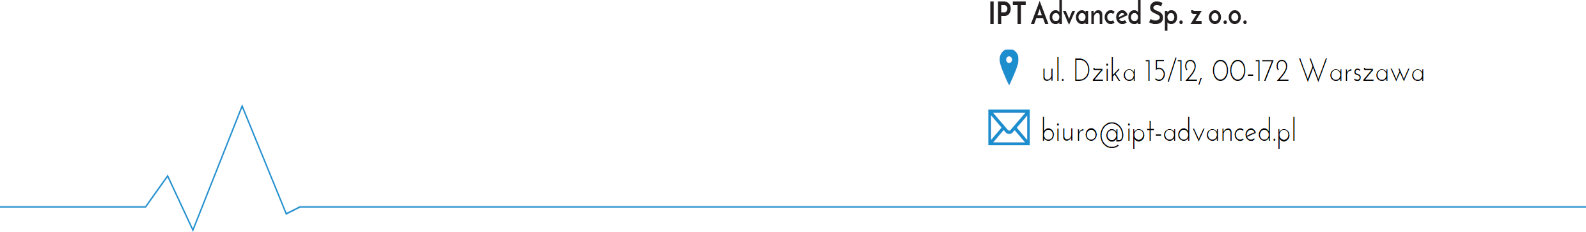 IPT Advanced Sp. z o.o.
ul. Dzika 15/12, 00-172 Warszawa
biuro@ipt-advanced.pl